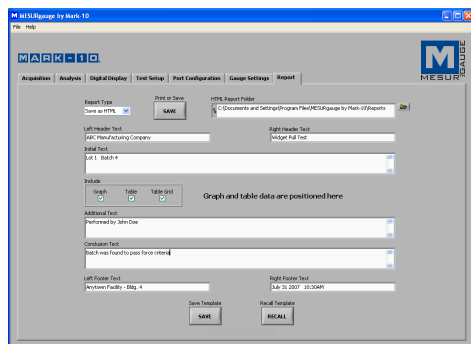 MESURgauge by Mark-10
File Help
MARK-10
M
MESUR GAUGE
Acquisition Analysis Digital Display Test Setup Port Configuration Gauge Settings Report
Report Type
Save as HTML
Print or Save
SAVE
HTML Report Folder
C:\Documents and Settings\Program Files\MESURgauge by Mark-10\Reports
Left Header Text
Right Header Text
ABC Manufacturing Company
Widget Pull Test
Initial Text
Lot 1 Batch 4
Include
Graph Table Table Grid
Graph and table data are positioned here
Additional Text
Performed by John Doe
Conclusion Text
Batch was found to pass force criteria
Left Footer Text
Right Footer Text
Anytown Facility - Bldg. 4
July 31 2007 10:30AM
Save Template
Recall Template
SAVE
RECALL